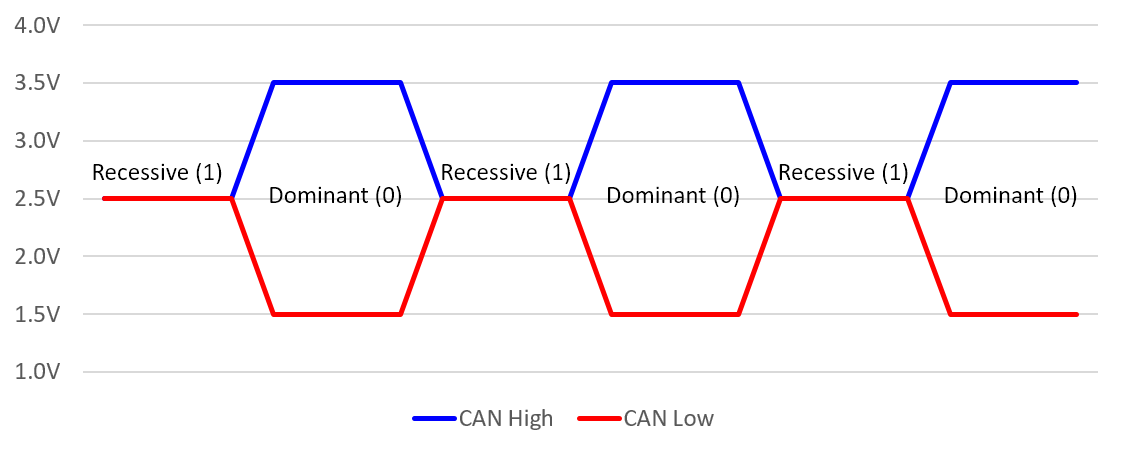 4.0V
3.5V
3.0V
Recessive (1) Recessive (1) Recessive (1)
2.5V Dominant (0) Dominant (0) Dominant (0)
2.0V
1.5V
1.0V
CAN High CAN Low